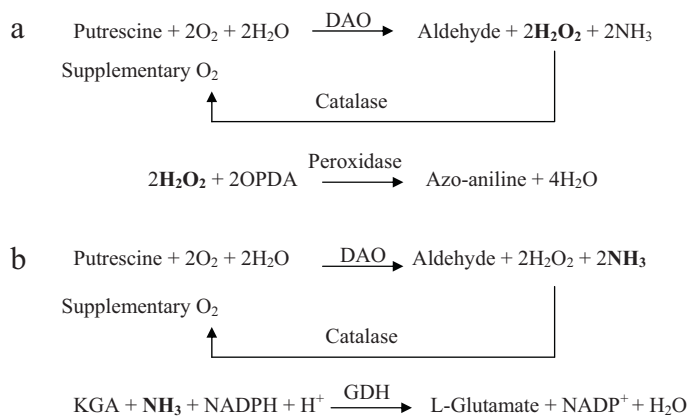 a
DAO
Putrescine + 2O₂ + 2H₂O Aldehyde + 2H₂O₂ + 2NH₃
Supplementary O₂
Catalase
Peroxidase
2H₂O₂ + 2OPDA Azo-aniline + 4H₂O
b
Putrescine + 2O₂ + 2H₂O DAO Aldehyde + 2H₂O₂ + 2NH₃
Supplementary O₂
Catalase
GDH
KGA + NH₃ + NADPH + H⁺ L-Glutamate + NADP⁺ + H₂O